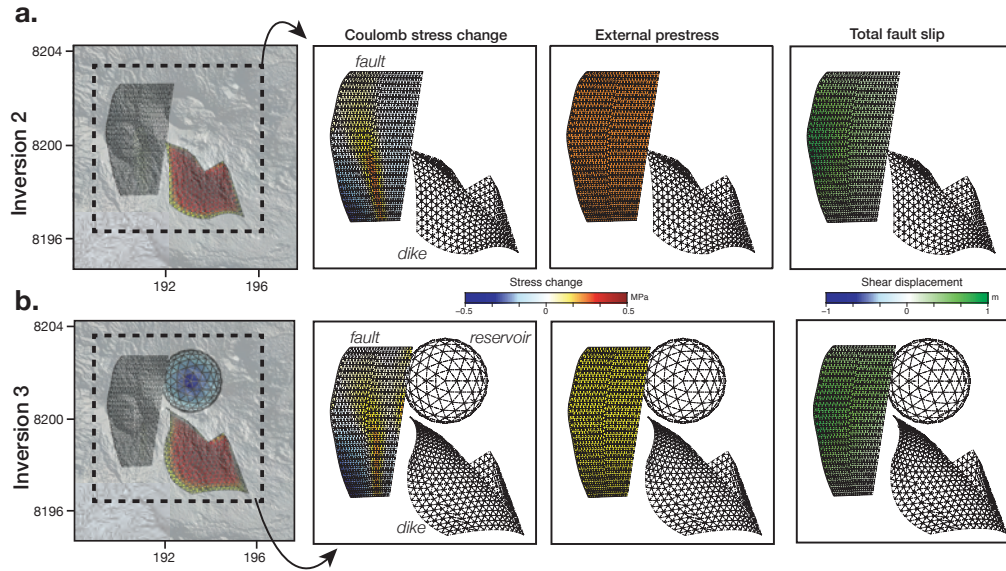 a.
Coulomb stress change
External prestress
Total fault slip
Inversion 2
8204
8200
8196
192
196
fault
dike
Stress change
MPa
-0.5
0
0.5
Shear displacement
m
-1
0
1
b.
Inversion 3
8204
8200
8196
192
196
fault
reservoir
dike